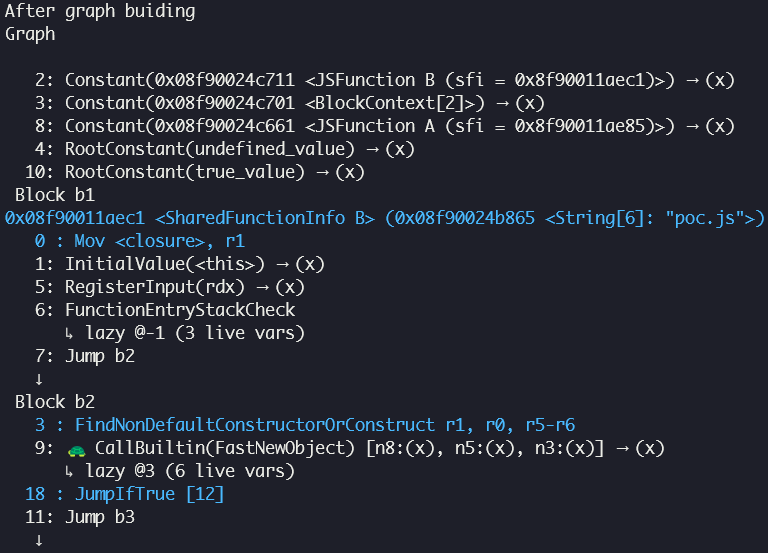 After graph buiding
Graph
2: Constant(0x08f90024c711 <JSFunction B (sfi = 0x8f90011aec1)>) → (x)
3: Constant(0x08f90024c701 <BlockContext[2]>) → (x)
8: Constant(0x08f90024c661 <JSFunction A (sfi = 0x8f90011ae85)>) → (x)
4: RootConstant(undefined_value) → (x)
10: RootConstant(true_value) → (x)
Block b1
0x08f90011aec1 <SharedFunctionInfo B> (0x08f90024b865 <String[6]: "poc.js">)
0 : Mov <closure>, r1
1: InitialValue(<this>) → (x)
5: RegisterInput(rdx) → (x)
6: FunctionEntryStackCheck
↳ lazy @-1 (3 live vars)
7: Jump b2
↓
Block b2
3 : FindNonDefaultConstructorOrConstruct r1, r0, r5-r6
9: 🐢 CallBuiltin(FastNewObject) [n8:(x), n5:(x), n3:(x)] → (x)
↳ lazy @3 (6 live vars)
18 : JumpIfTrue [12]
11: Jump b3
↓